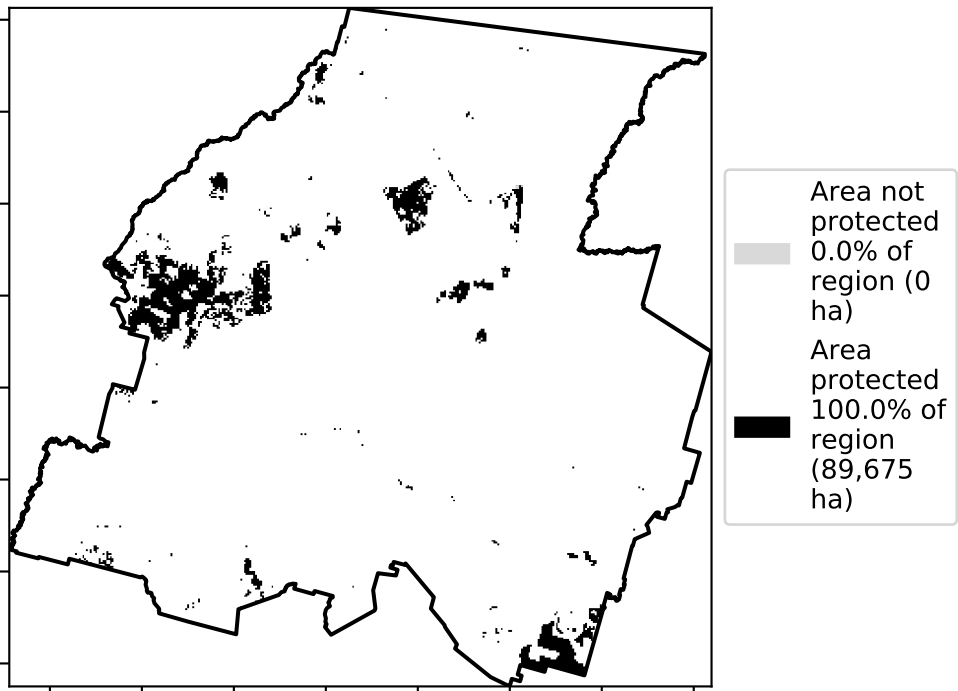 Area not
protected
0.0% of
region (0
ha)
Area
protected
100.0% of
region
(89,675
ha)